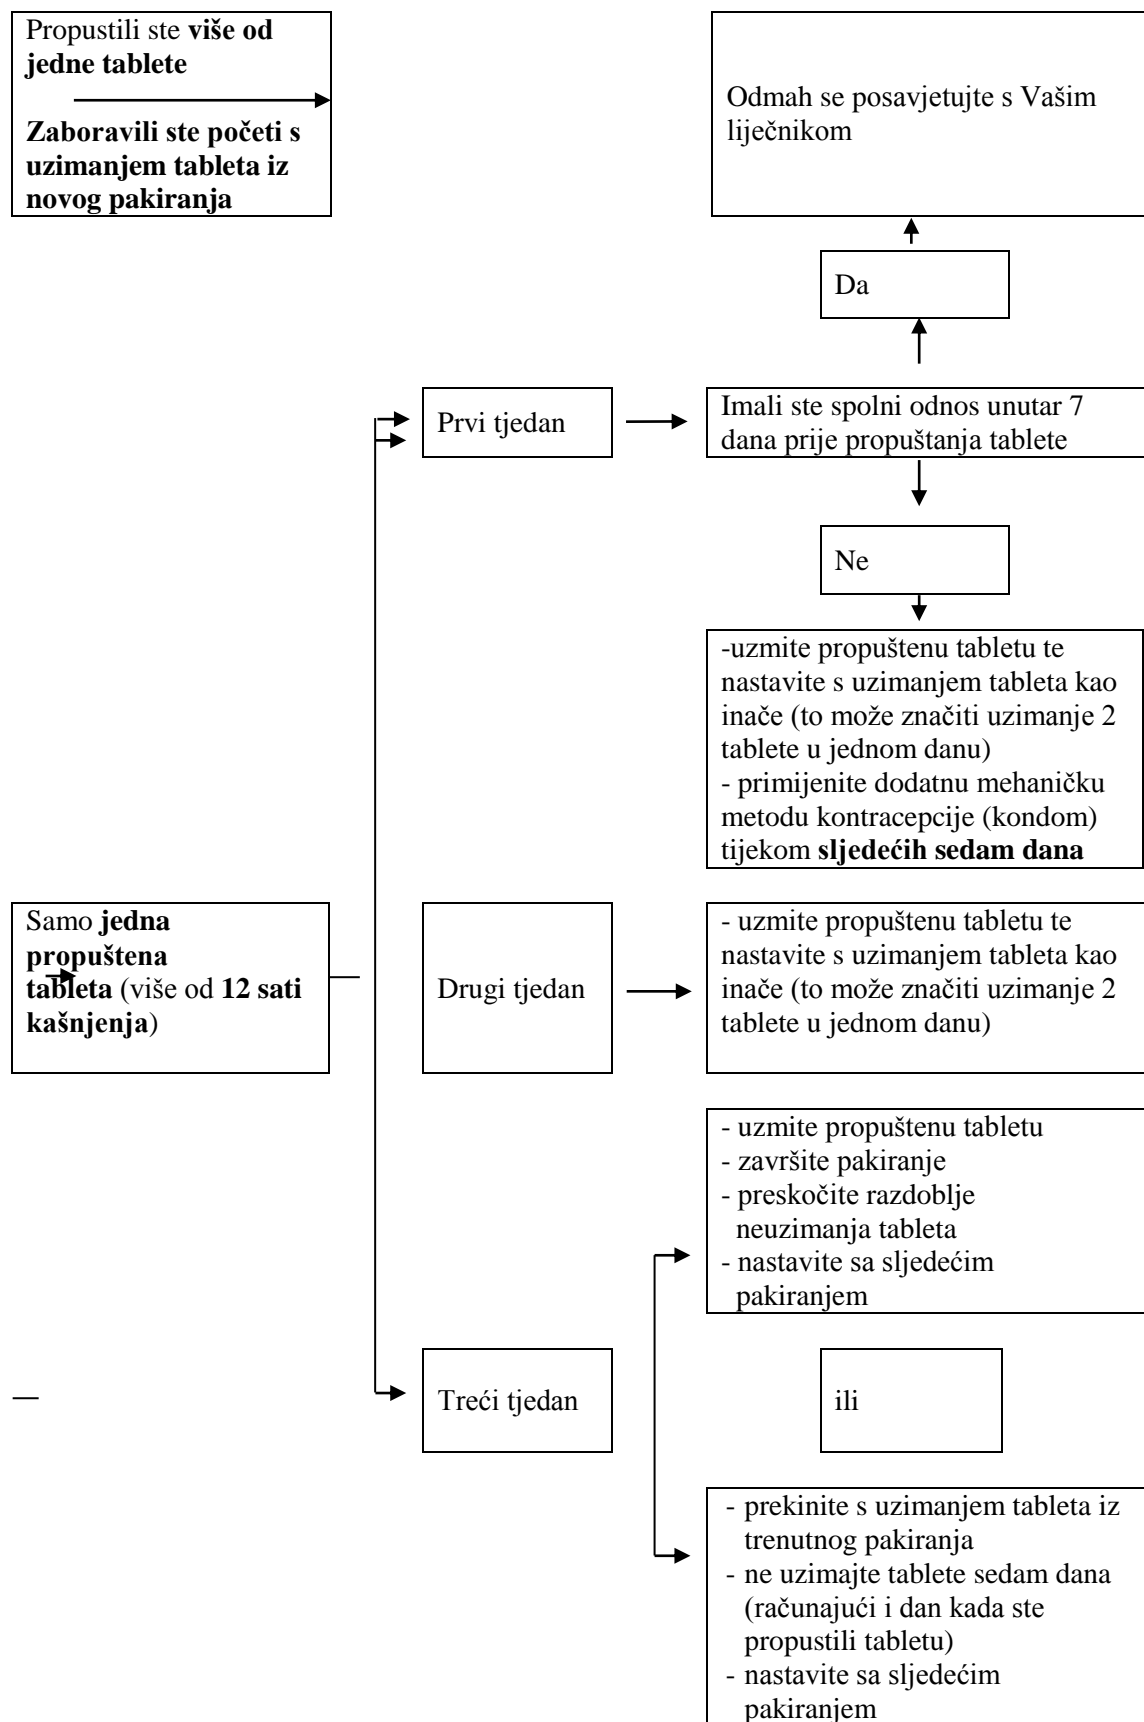 Propustili ste više od
jedne tablete
Zaboravili ste početi s
uzimanjem tableta iz
novog pakiranja
Odmah se posavjetujte s Vašim
liječnikom
Da
Prvi tjedan
Imali ste spolni odnos unutar 7
dana prije propuštanja tablete
Ne
-uzmite propuštenu tabletu te
nastavite s uzimanjem tableta kao
inače (to može značiti uzimanje 2
tablete u jednom danu)
- primijenite dodatnu mehaničku
metodu kontracepcije (kondom)
tijekom sljedećih sedam dana
Samo jedna
propuštena
tableta (više od 12 sati
kašnjenja)
Drugi tjedan
- uzmite propuštenu tabletu te
nastavite s uzimanjem tableta kao
inače (to može značiti uzimanje 2
tablete u jednom danu)
- uzmite propuštenu tabletu
- završite pakiranje
- preskočite razdoblje
neuzimanja tableta
- nastavite sa sljedećim
pakiranjem
Treći tjedan
ili
- prekinite s uzimanjem tableta iz
trenutnog pakiranja
- ne uzimajte tablete sedam dana
(računajući i dan kada ste
propustili tabletu)
- nastavite sa sljedećim
pakiranjem